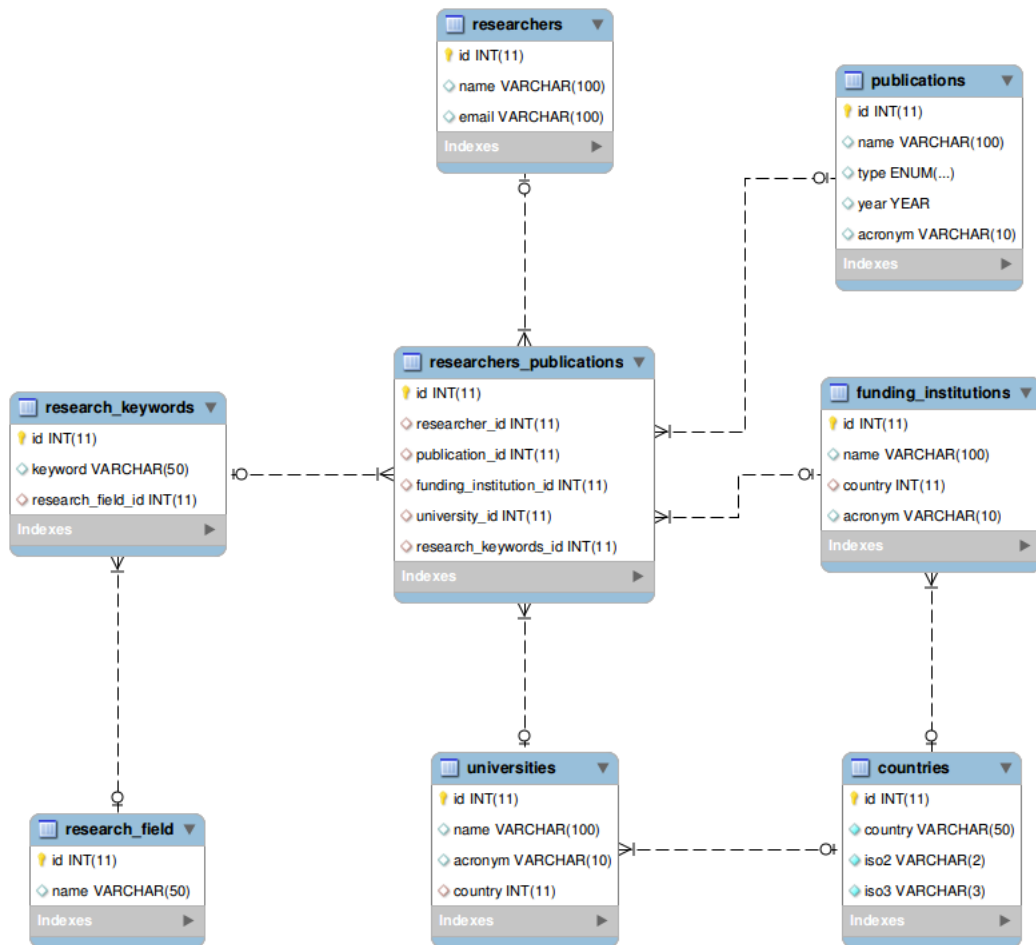 researchers
id INT(11)
name VARCHAR(100)
email VARCHAR(100)
Indexes
publications
id INT(11)
name VARCHAR(100)
type ENUM(...)
year YEAR
acronym VARCHAR(10)
Indexes
researchers_publications
id INT(11)
researcher_id INT(11)
publication_id INT(11)
funding_institution_id INT(11)
university_id INT(11)
research_keywords_id INT(11)
Indexes
research_keywords
id INT(11)
keyword VARCHAR(50)
research_field_id INT(11)
Indexes
funding_institutions
id INT(11)
name VARCHAR(100)
country INT(11)
acronym VARCHAR(10)
Indexes
research_field
id INT(11)
name VARCHAR(50)
Indexes
universities
id INT(11)
name VARCHAR(100)
acronym VARCHAR(10)
country INT(11)
Indexes
countries
id INT(11)
country VARCHAR(50)
iso2 VARCHAR(2)
iso3 VARCHAR(3)
Indexes